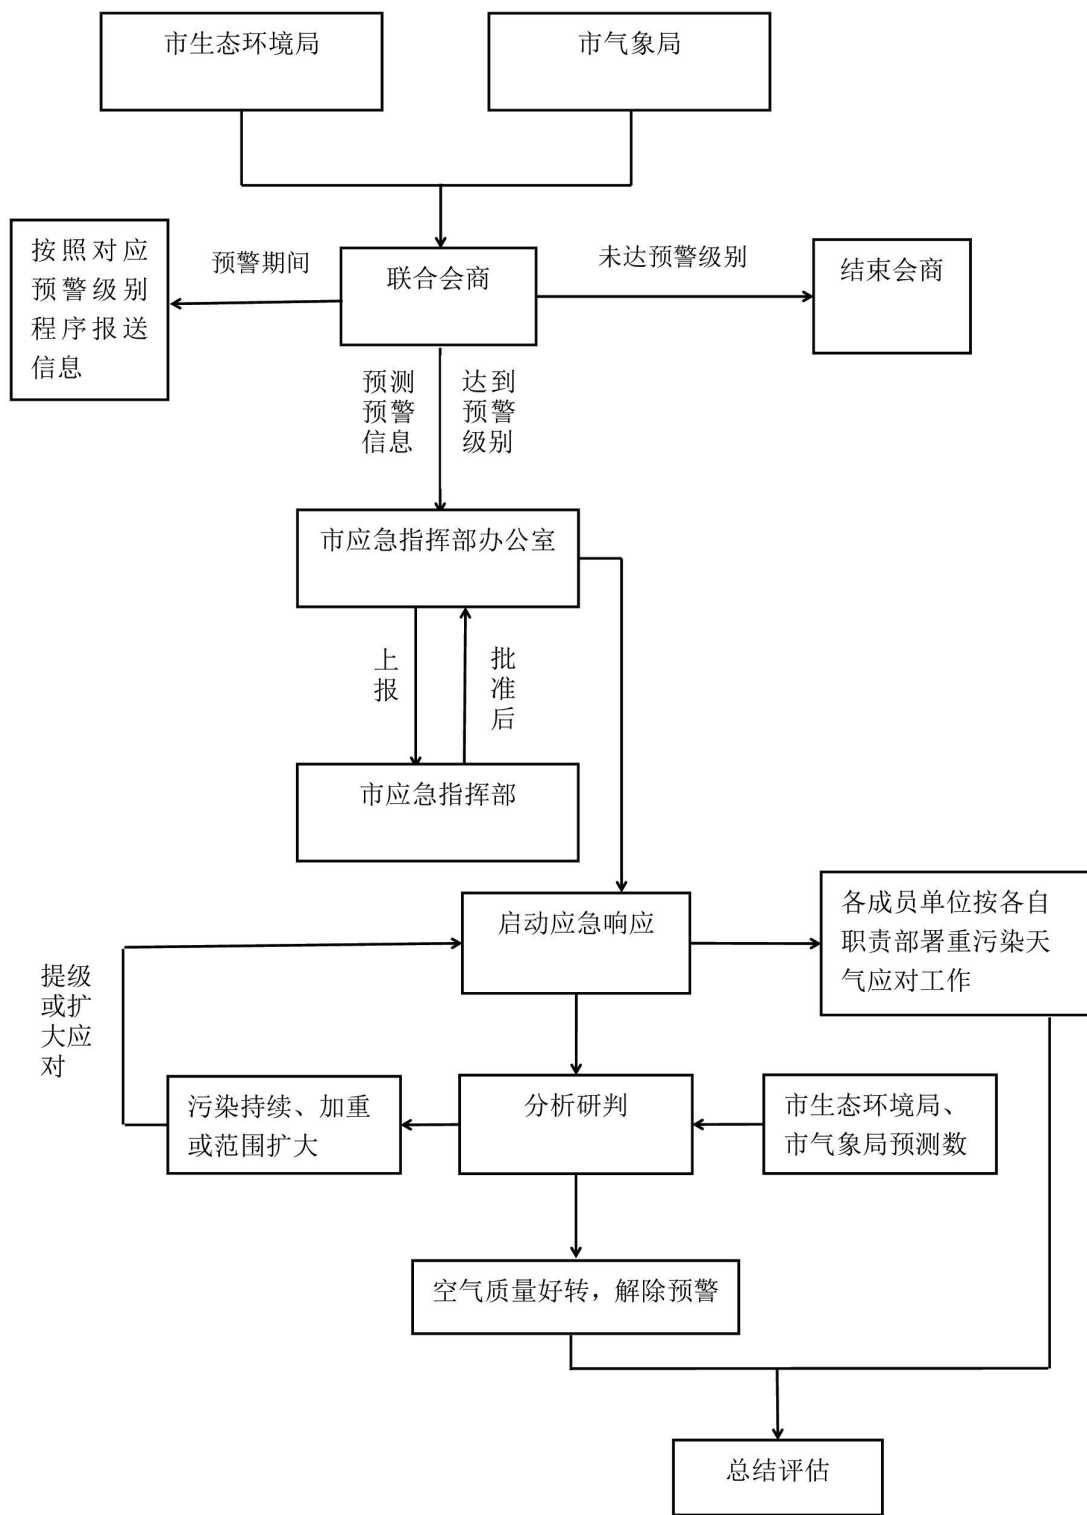 市生态环境局
市气象局
按照对应
预警级别
程序报送
信息
预警期间
联合会商
未达预警级别
结束会商
预测
预警
信息
达到
预警
级别
市应急指挥部办公室
上
报
批
准
后
市应急指挥部
启动应急响应
各成员单位按各自
职责部署重污染天
气应对工作
提级
或扩
大应
对
污染持续、加重
或范围扩大
分析研判
市生态环境局、
市气象局预测数
空气质量好转，解除预警
总结评估